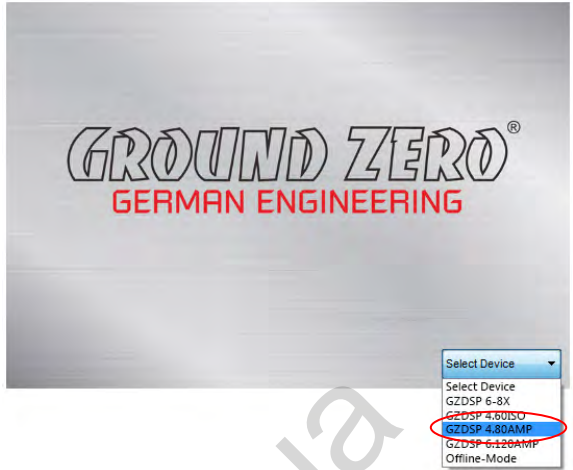 GROUND ZERO®
GERMAN ENGINEERING
Select Device
Select Device
GZDSP 6-8X
GZDSP 4.60ISO
GZDSP 4.80AMP
GZDSP 6.120AMP
Offline-Mode
ua